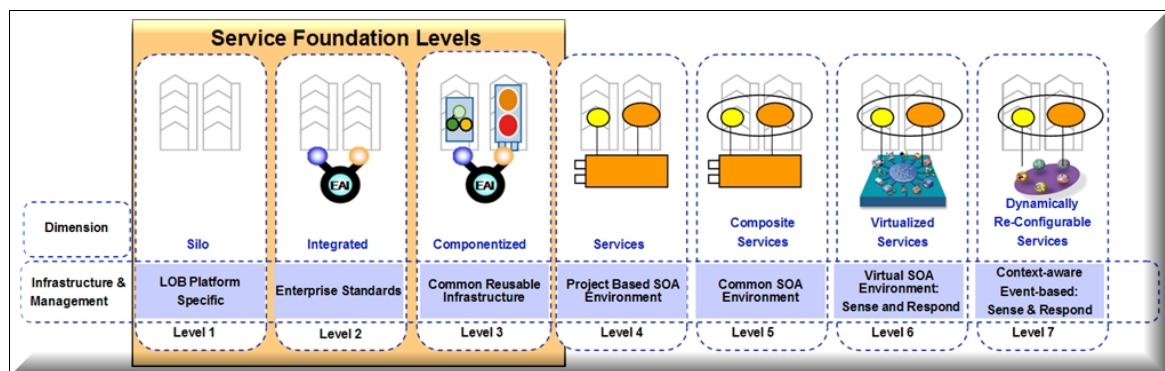 Service Foundation Levels
EAI
EAI
Dimension
Silo
Integrated
Componentized
Services
Composite
Services
Virtualized
Services
Dynamically
Re-Configurable
Services
Infrastructure &
Management
LOB Platform
Specific
Enterprise Standards
Common Reusable
Infrastructure
Project Based SOA
Environment
Common SOA
Environment
Virtual SOA
Environment:
Sense and Respond
Context-aware
Event-based:
Sense & Respond
Level 1
Level 2
Level 3
Level 4
Level 5
Level 6
Level 7